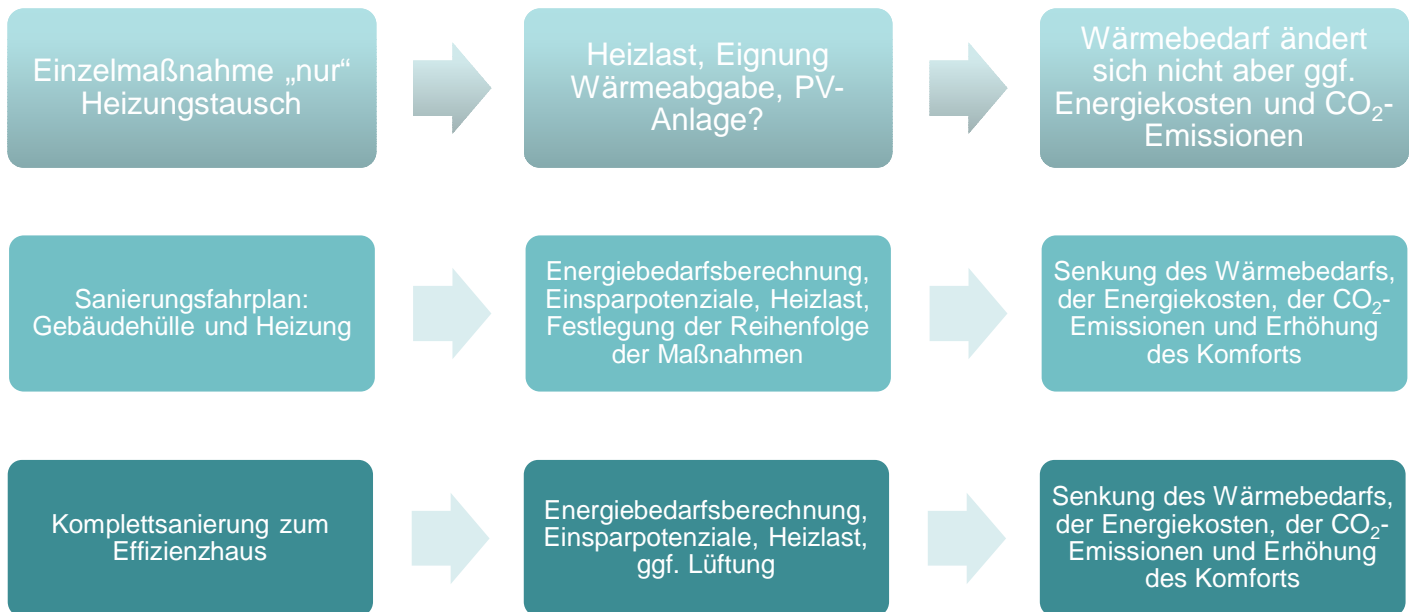 Einzelmaßnahme „nur“
Heizungstausch
Heizlast, Eignung
Wärmeabgabe, PV-
Anlage?
Wärmebedarf ändert
sich nicht aber ggf.
Energiekosten und CO₂-
Emissionen
Sanierungsfahrplan:
Gebäudehülle und Heizung
Energiebedarfsberechnung,
Einsparpotenziale, Heizlast,
Festlegung der Reihenfolge
der Maßnahmen
Senkung des Wärmebedarfs,
der Energiekosten, der CO₂-
Emissionen und Erhöhung
des Komforts
Komplettsanierung zum
Effizienzhaus
Energiebedarfsberechnung,
Einsparpotenziale, Heizlast,
ggf. Lüftung
Senkung des Wärmebedarfs,
der Energiekosten, der CO₂-
Emissionen und Erhöhung
des Komforts